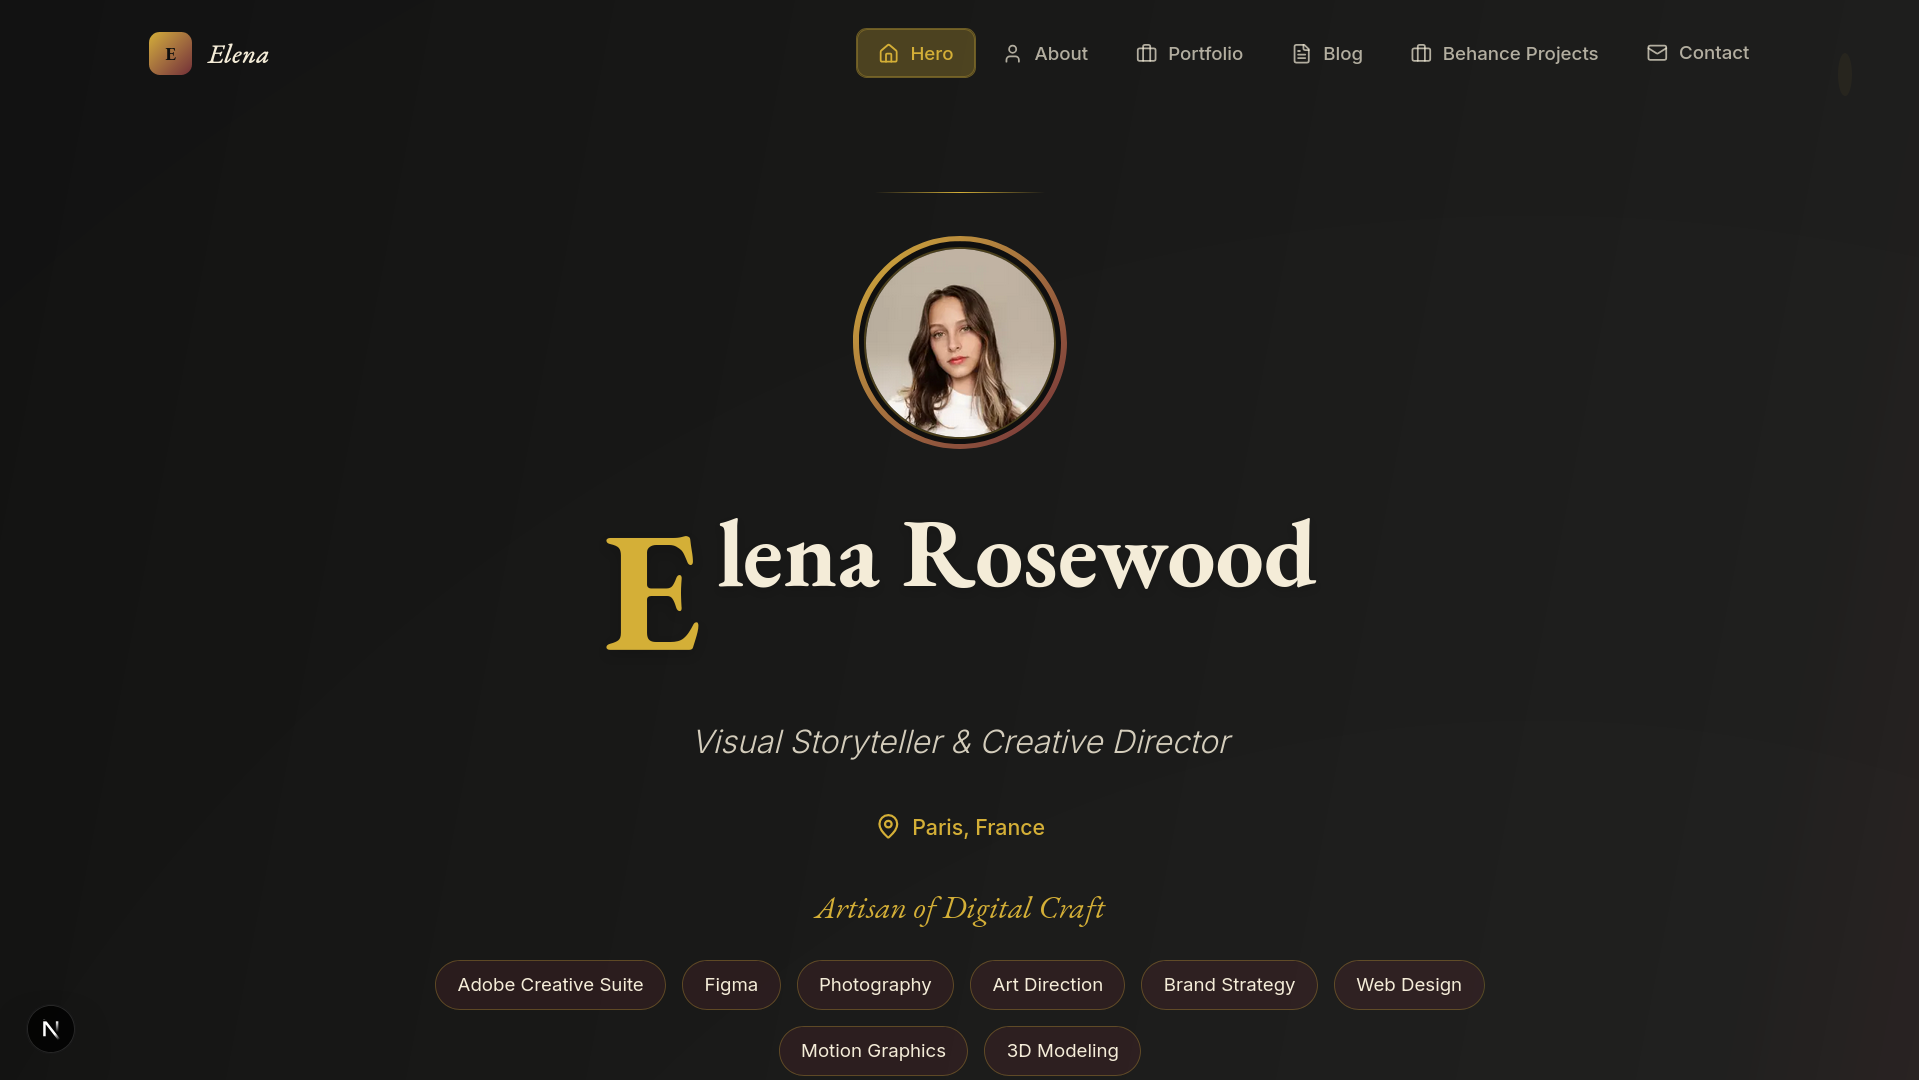 E Elena
Hero About Portfolio Blog Behance Projects Contact
Elena Rosewood
Visual Storyteller & Creative Director
Paris, France
Artisan of Digital Craft
Adobe Creative Suite Figma Photography Art Direction Brand Strategy Web Design
N
Motion Graphics 3D Modeling